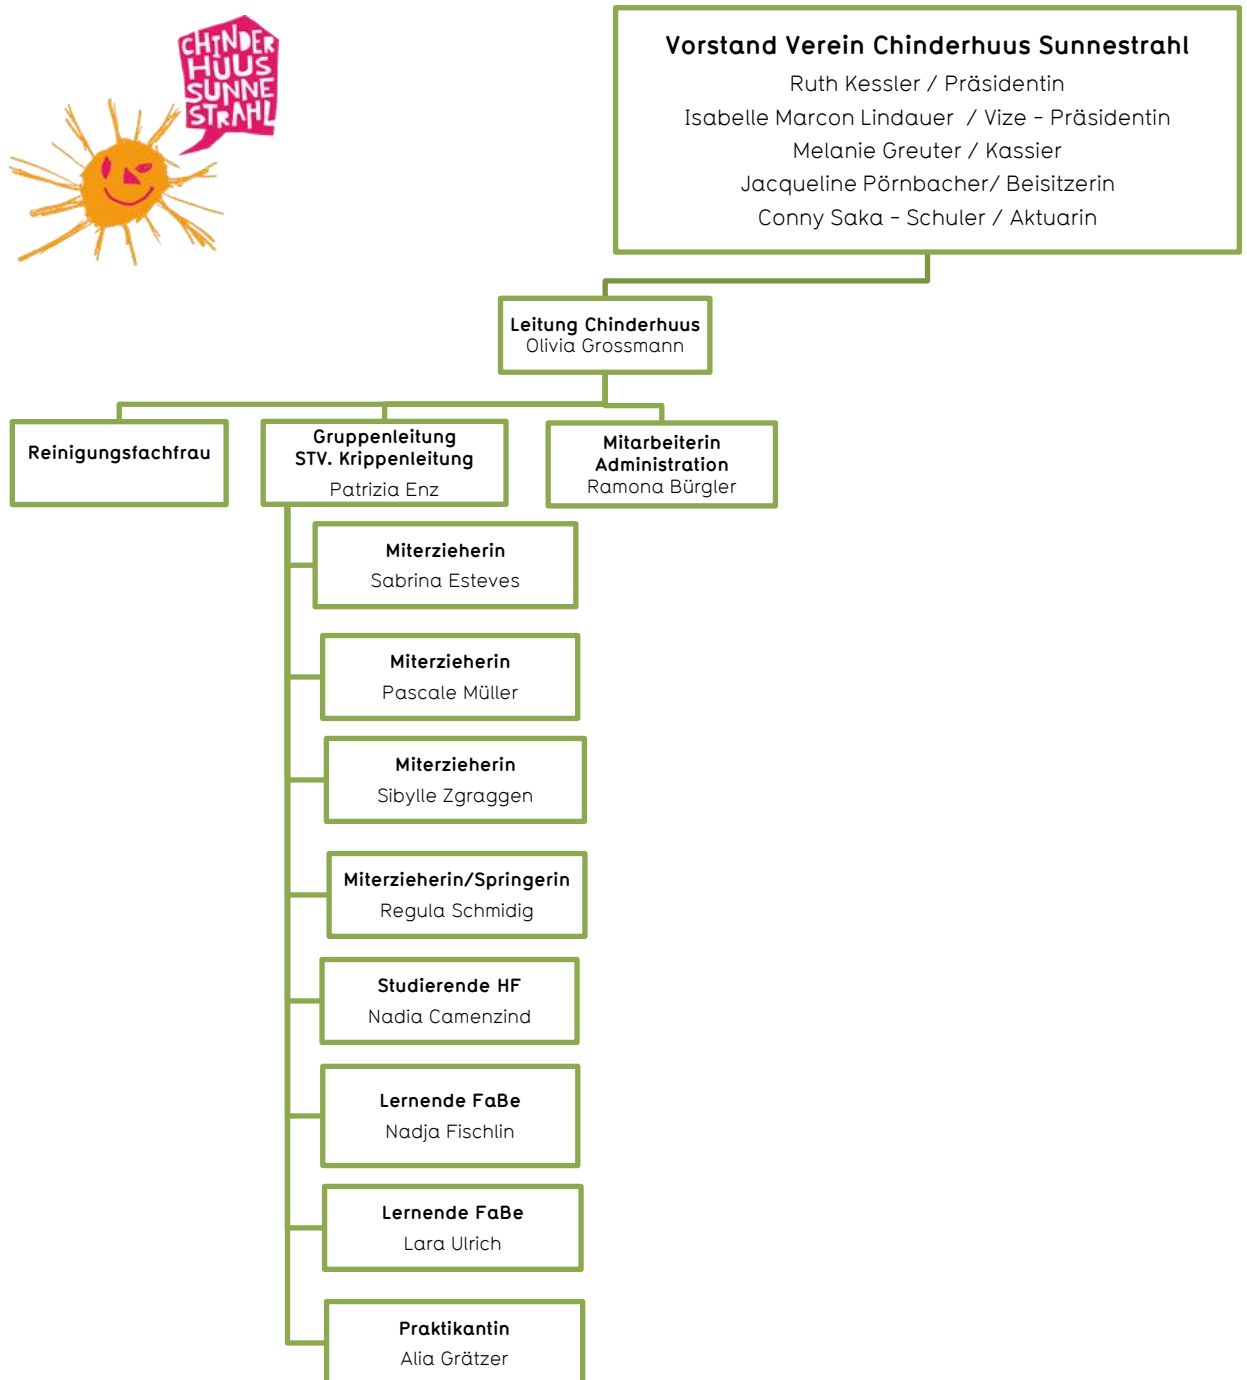 CHINDER
HUUS
SUNNE
STRAHL
Vorstand Verein Chinderhuus Sunnestrahl
Ruth Kessler / Präsidentin
Isabelle Marcon Lindauer / Vize - Präsidentin
Melanie Greuter / Kassier
Jacqueline Pörnbacher/ Beisitzerin
Conny Saka - Schuler / Aktuarin
Leitung Chinderhuus
Olivia Grossmann
Reinigungsfachfrau
Gruppenleitung
STV. Krippenleitung
Patrizia Enz
Mitarbeiterin
Administration
Ramona Bürgler
Miterzieherin
Sabrina Esteves
Miterzieherin
Pascale Müller
Miterzieherin
Sibylle Zgraggen
Miterzieherin/Springerin
Regula Schmidig
Studierende HF
Nadia Camenzind
Lernende FaBe
Nadja Fischlin
Lernende FaBe
Lara Ulrich
Praktikantin
Alia Grätzer